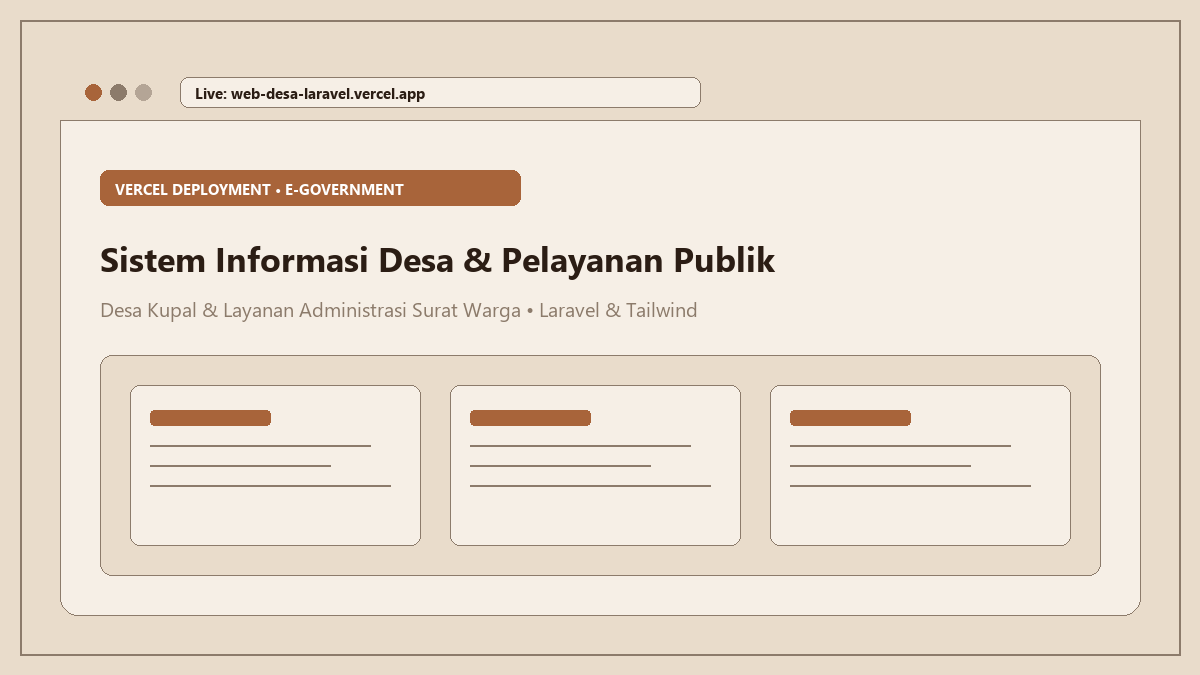 Live: web-desa-laravel.vercel.app
VERCEL DEPLOYMENT • E-GOVERNMENT
Sistem Informasi Desa & Pelayanan Publik
Desa Kupal & Layanan Administrasi Surat Warga • Laravel & Tailwind